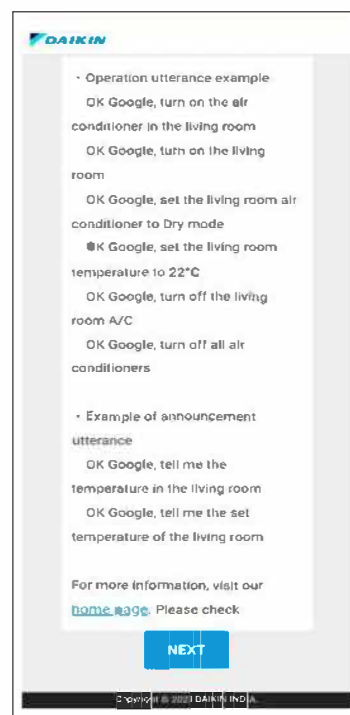 DAIKIN
・Operation utterance example
OK Google, turn on the air
conditioner in the living room
OK Google, turn on the living
room
OK Google, set the living room air
conditioner to Dry mode
OK Google, set the living room
temperature to 22°C
OK Google, turn off the living
room A/C
OK Google, turn off all air
conditioners
・Example of announcement
utterance
OK Google, tell me the
temperature in the living room
OK Google, tell me the set
temperature of the living room
For more information, visit our
home page. Please check
NEXT
Copyright © 2021 DAIKIN INDIA.